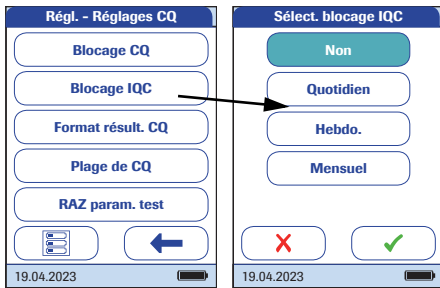 Régl. - Réglages CQ
Blocage CQ
Blocage IQC
Format résult. CQ
Plage de CQ
RAZ param. test
19.04.2023
Sélect. blocage IQC
Non
Quotidien
Hebdo.
Mensuel
19.04.2023